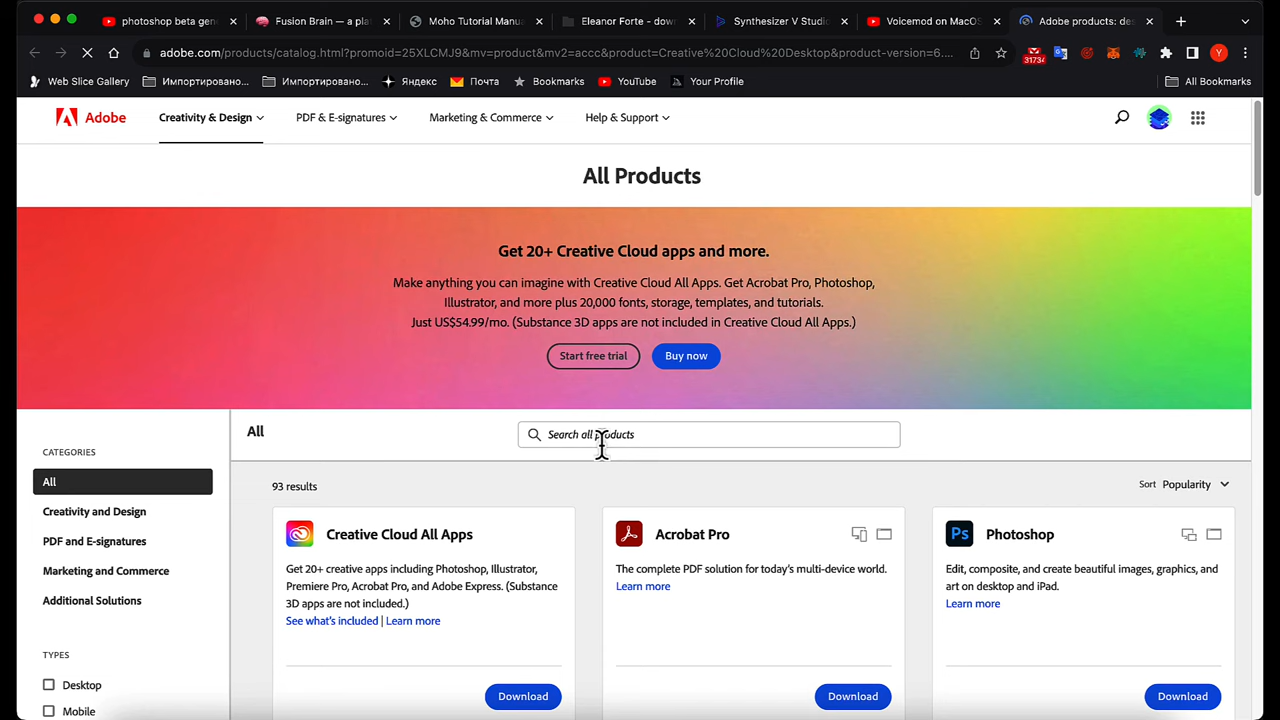 photoshop beta gen
Fusion Brain — a pla
Moho Tutorial Manua
Eleanor Forte - dow
Synthesizer V Studi
Voicemod on MacOS
Adobe products: des
adobe.com/products/catalog.html?promoid=25XLCMJ9&mv=product&mv2=accc&product=Creative%20Cloud%20Desktop&product-version=6....
31734
Y
Web Slice Gallery
Импортировано...
Импортировано...
Яндекс
Почта
Bookmarks
YouTube
Your Profile
All Bookmarks
Adobe
Creativity & Design
PDF & E-signatures
Marketing & Commerce
Help & Support
All Products
Get 20+ Creative Cloud apps and more.
Make anything you can imagine with Creative Cloud All Apps. Get Acrobat Pro, Photoshop,
Illustrator, and more plus 20,000 fonts, storage, templates, and tutorials.
Just US$54.99/mo. (Substance 3D apps are not included in Creative Cloud All Apps.)
Start free trial
Buy now
CATEGORIES
All
Creativity and Design
PDF and E-signatures
Marketing and Commerce
Additional Solutions
TYPES
Desktop
Mobile
All
Search all products
93 results
Sort Popularity
Creative Cloud All Apps
Get 20+ creative apps including Photoshop, Illustrator,
Premiere Pro, Acrobat Pro, and Adobe Express. (Substance
3D apps are not included.)
See what's included | Learn more
Download
Acrobat Pro
The complete PDF solution for today's multi-device world.
Learn more
Download
Ps
Photoshop
Edit, composite, and create beautiful images, graphics, and
art on desktop and iPad.
Learn more
Download